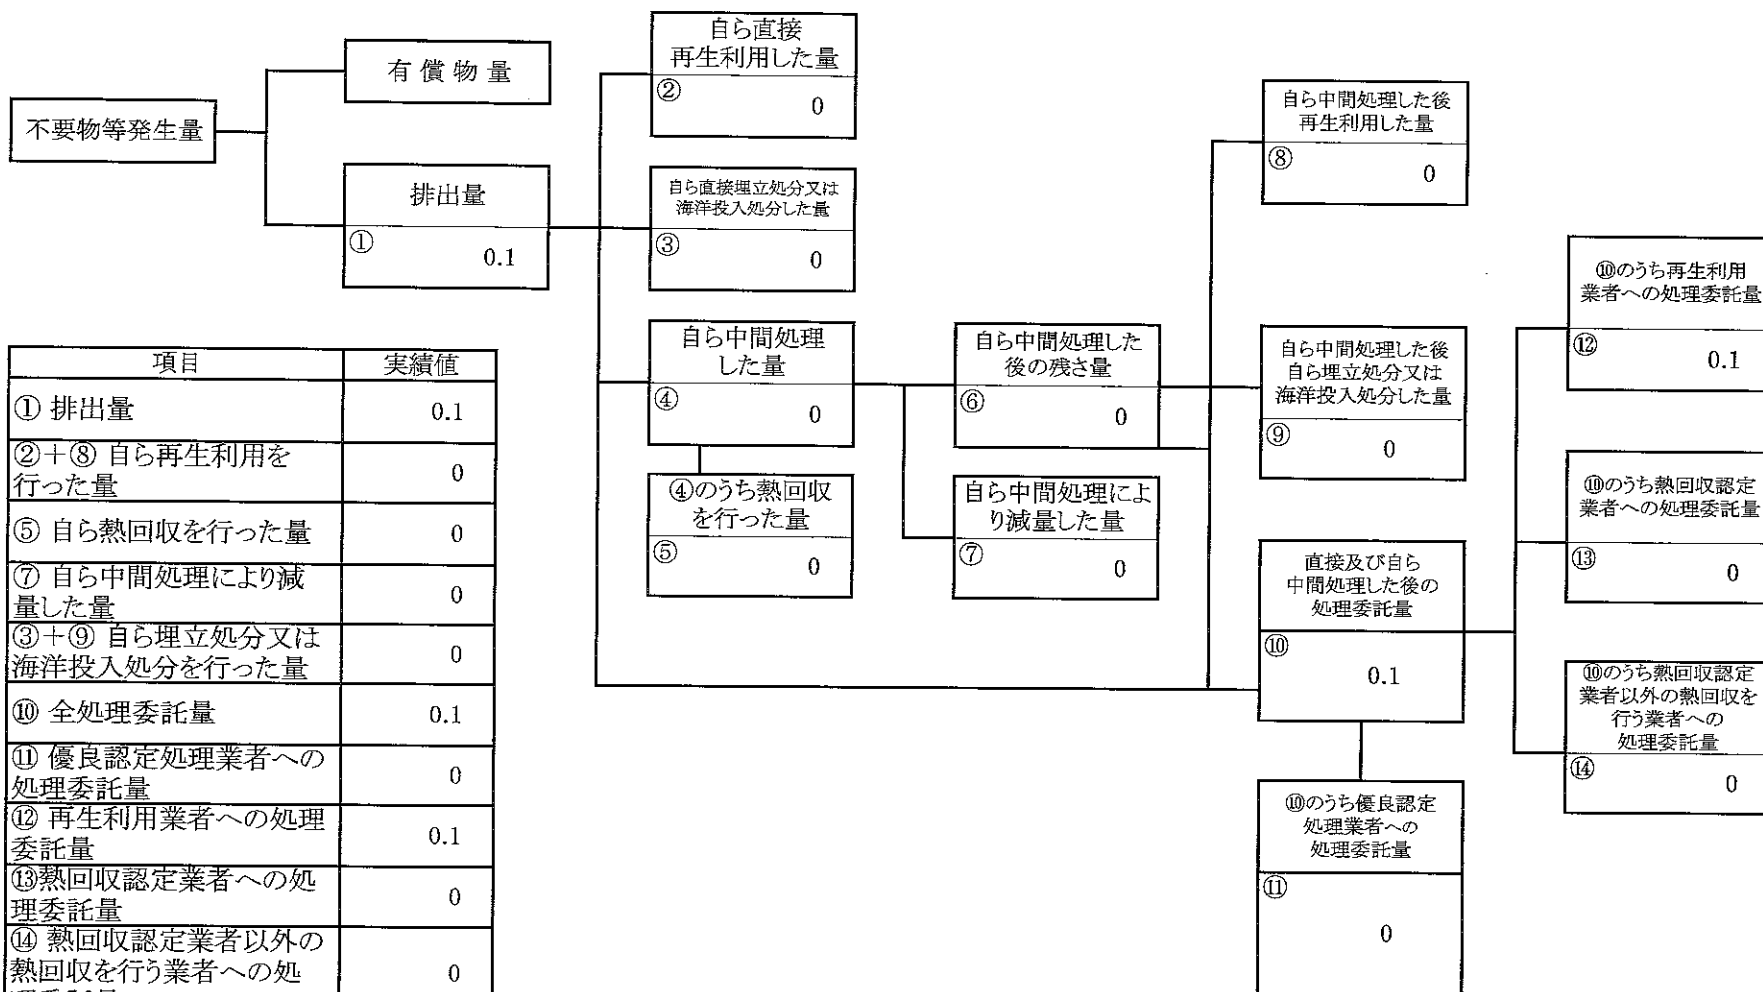 不要物等発生量
有 償 物 量
排出量
①
0.1
自ら直接
再生利用した量
②
0
自ら直接埋立処分又は
海洋投入処分した量
③
0
自ら中間処理
した量
④
0
④のうち熱回収
を行った量
⑤
0
自ら中間処理した
後の残さ量
⑥
0
自ら中間処理によ
り減量した量
⑦
0
自ら中間処理した後
再生利用した量
⑧
0
自ら中間処理した後
自ら埋立処分又は
海洋投入処分した量
⑨
0
直接及び自ら
中間処理した後の
処理委託量
⑩
0.1
⑩のうち優良認定
処理業者への
処理委託量
⑪
0
⑩のうち再生利用
業者への処理委託量
⑫
0.1
⑩のうち熱回収認定
業者への処理委託量
⑬
0
⑩のうち熱回収認定
業者以外の熱回収を
行う業者への
処理委託量
⑭
0
項目 実績値
① 排出量 0.1
②+⑧ 自ら再生利用を
行った量 0
⑤ 自ら熱回収を行った量 0
⑦ 自ら中間処理により減
量した量 0
③+⑨ 自ら埋立処分又は
海洋投入処分を行った量 0
⑩ 全処理委託量 0.1
⑪ 優良認定処理業者への
処理委託量 0
⑫ 再生利用業者への処理
委託量 0.1
⑬熱回収認定業者への処
理委託量 0
⑭ 熱回収認定業者以外の
熱回収を行う業者への処 0